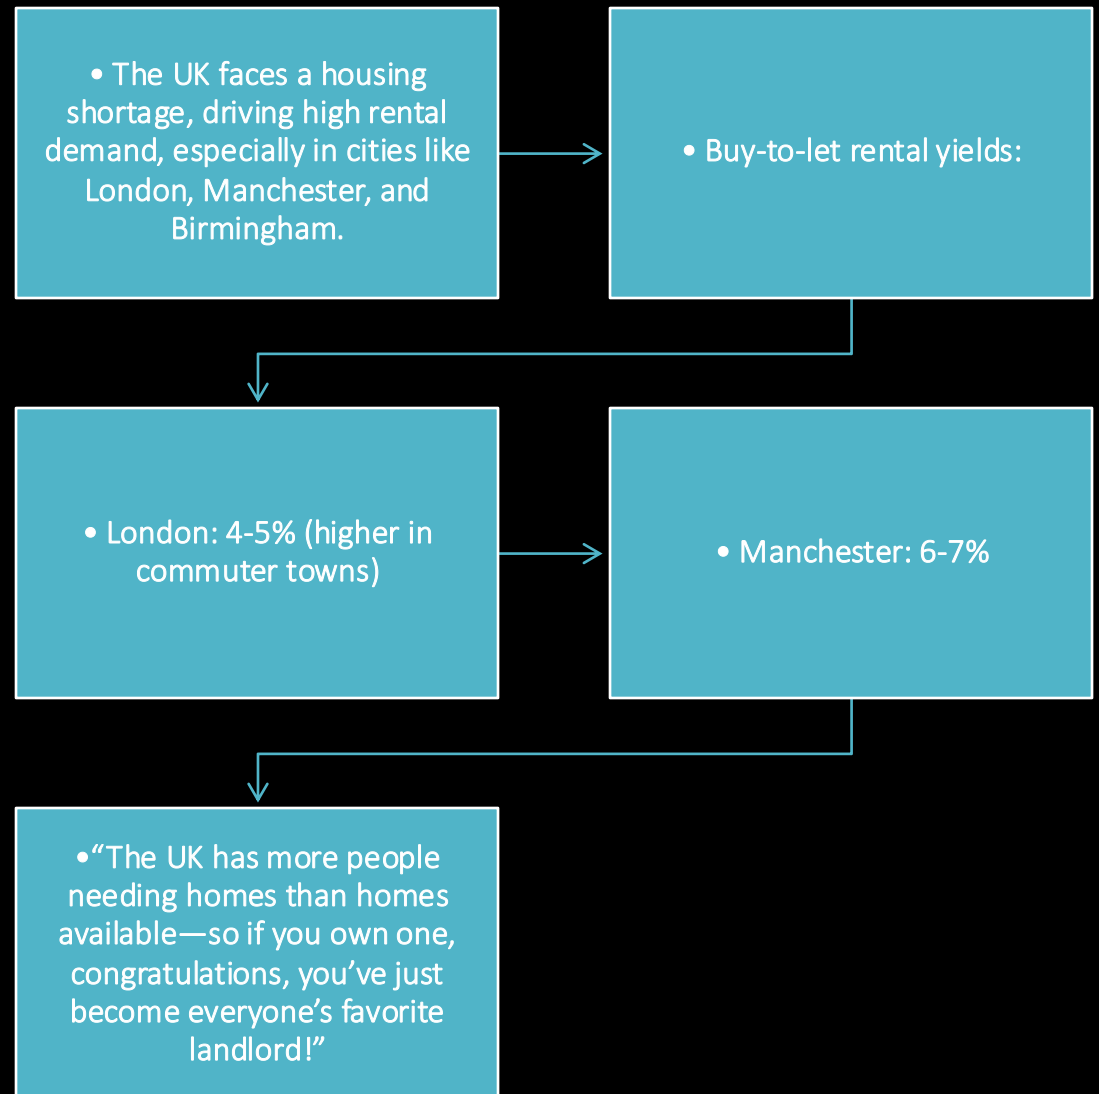 • The UK faces a housing
shortage, driving high rental
demand, especially in cities like
London, Manchester, and
Birmingham.
• Buy-to-let rental yields:
• London: 4-5% (higher in
commuter towns)
• Manchester: 6-7%
•“The UK has more people
needing homes than homes
available—so if you own one,
congratulations, you’ve just
become everyone’s favorite
landlord!”